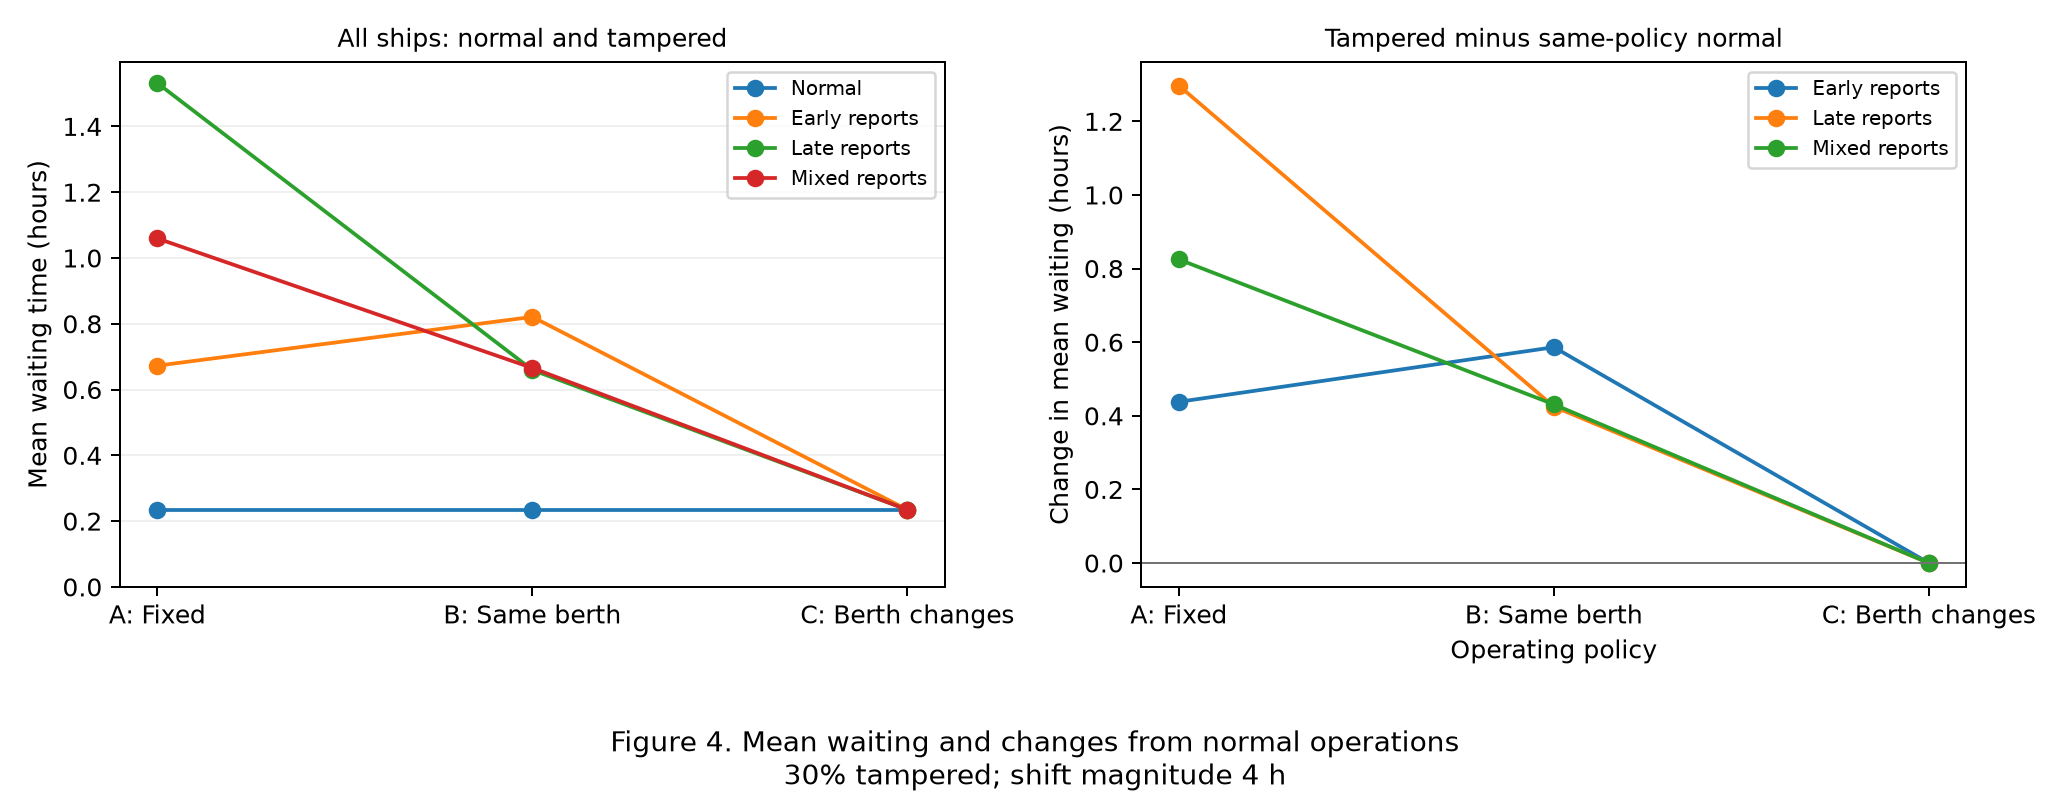 All ships: normal and tampered
Mean waiting time (hours)
1.4
1.2
1.0
0.8
0.6
0.4
0.2
0.0
Normal
Early reports
Late reports
Mixed reports
A: Fixed
B: Same berth
C: Berth changes
Tampered minus same-policy normal
Change in mean waiting (hours)
1.2
1.0
0.8
0.6
0.4
0.2
0.0
Early reports
Late reports
Mixed reports
A: Fixed
B: Same berth
C: Berth changes
Operating policy
Figure 4. Mean waiting and changes from normal operations
30% tampered; shift magnitude 4 h